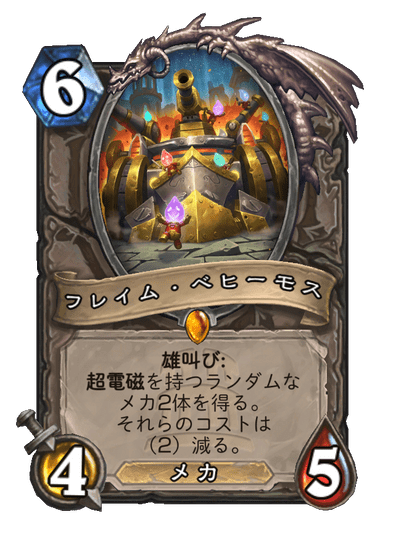 6
フレイム・ベヒーモス
雄叫び:
超電磁を持つランダムな
メカ2体を得る。
それらのコストは
（2）減る。
4
メカ
5